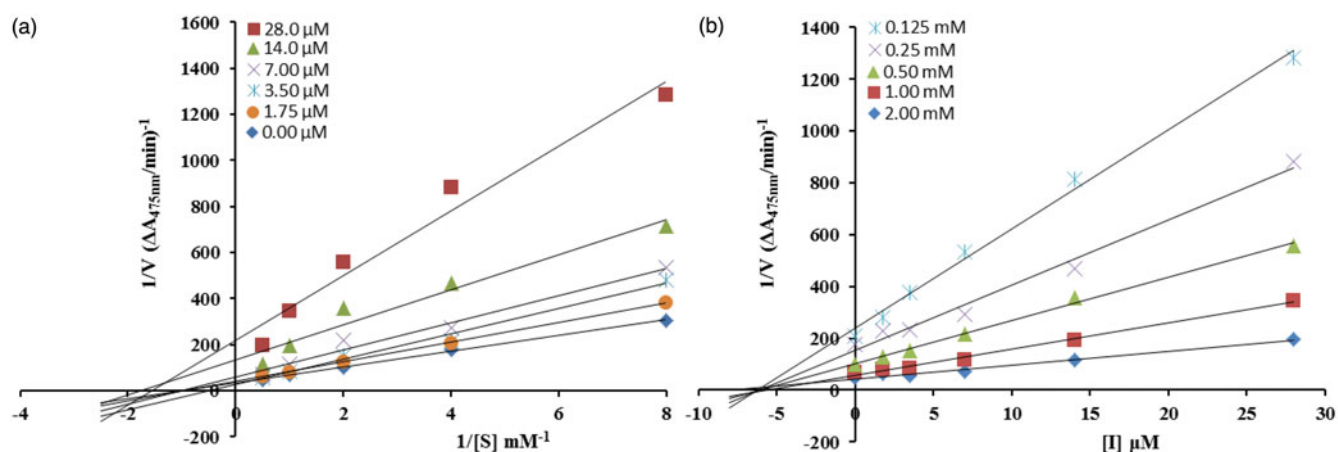 (a)
1600
1400
1200
1000
800
600
400
200
0
-200
-4
-2
0
2
4
6
8
1/V (ΔA475nm/min)-1
1/[S] mM-1
28.0 µM
14.0 µM
7.00 µM
3.50 µM
1.75 µM
0.00 µM
(b)
1400
1200
1000
800
600
400
200
0
-200
-10
-5
0
5
10
15
20
25
30
1/V (ΔA475nm/min)-1
[I] µM
0.125 mM
0.25 mM
0.50 mM
1.00 mM
2.00 mM